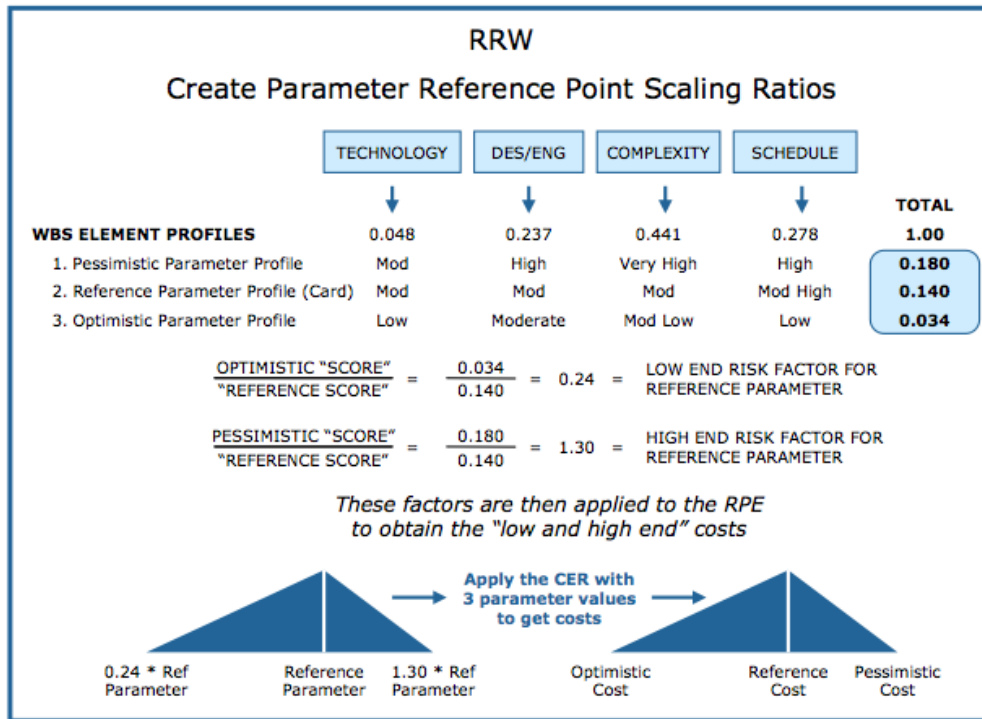 RRW
Create Parameter Reference Point Scaling Ratios
TECHNOLOGY DES/ENG COMPLEXITY SCHEDULE
TOTAL
WBS ELEMENT PROFILES 0.048 0.237 0.441 0.278 1.00
1. Pessimistic Parameter Profile Mod High Very High High 0.180
2. Reference Parameter Profile (Card) Mod Mod Mod Mod High 0.140
3. Optimistic Parameter Profile Low Moderate Mod Low Low 0.034
OPTIMISTIC “SCORE” 0.034 LOW END RISK FACTOR FOR
= = 0.24 =
“REFERENCE SCORE” 0.140 REFERENCE PARAMETER
PESSIMISTIC “SCORE” 0.180 HIGH END RISK FACTOR FOR
= = 1.30 =
“REFERENCE SCORE” 0.140 REFERENCE PARAMETER
These factors are then applied to the RPE
to obtain the “low and high end” costs
Apply the CER with
3 parameter values
to get costs
0.24 * Ref Reference 1.30 * Ref Optimistic Reference Pessimistic
Parameter Parameter Parameter Cost Cost Cost